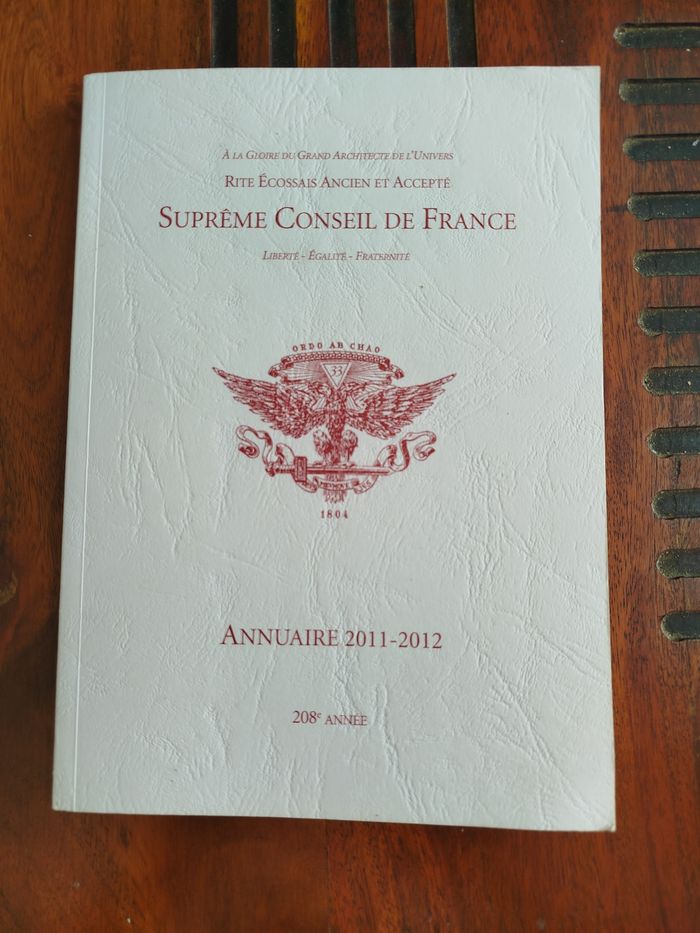 À la Gloire du Grand Architecte de l'Univers
Rite Écossais Ancien et Accepté
Suprême Conseil de France
Liberté - Égalité - Fraternité
ORDO AB CHAO
33
1804
Annuaire 2011-2012
208e année